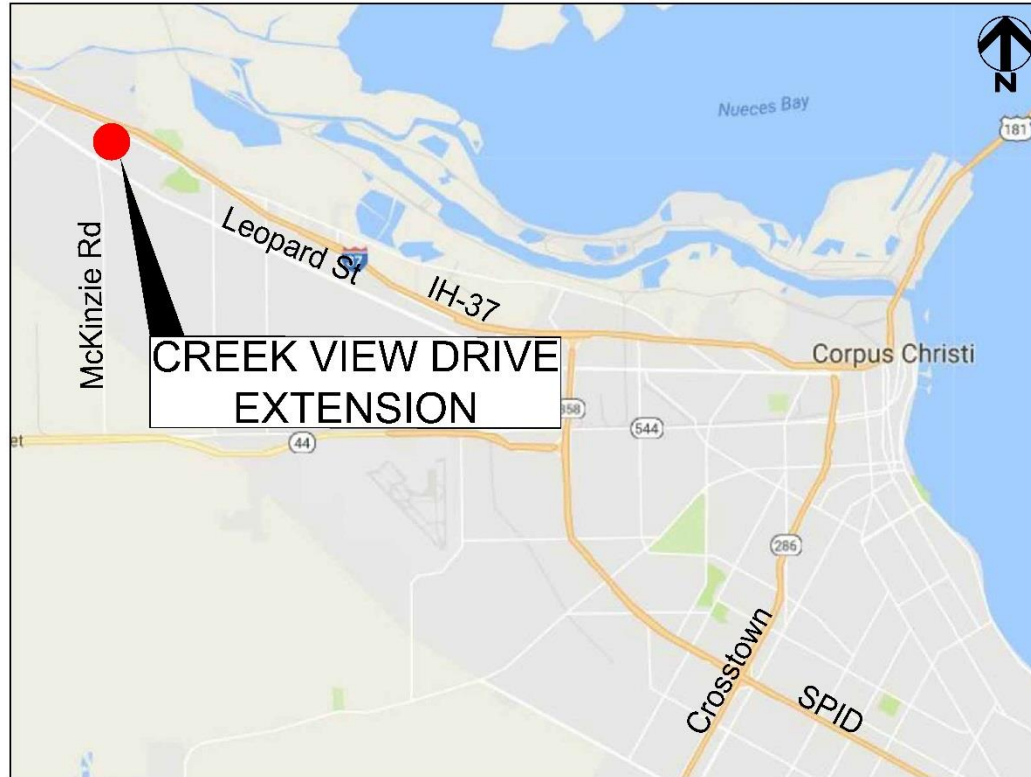 N
Nueces Bay
181
McKinzie Rd
Leopard St
IH-37
CREEK VIEW DRIVE
EXTENSION
Corpus Christi
358
544
44
et
286
Crosstown
SPID